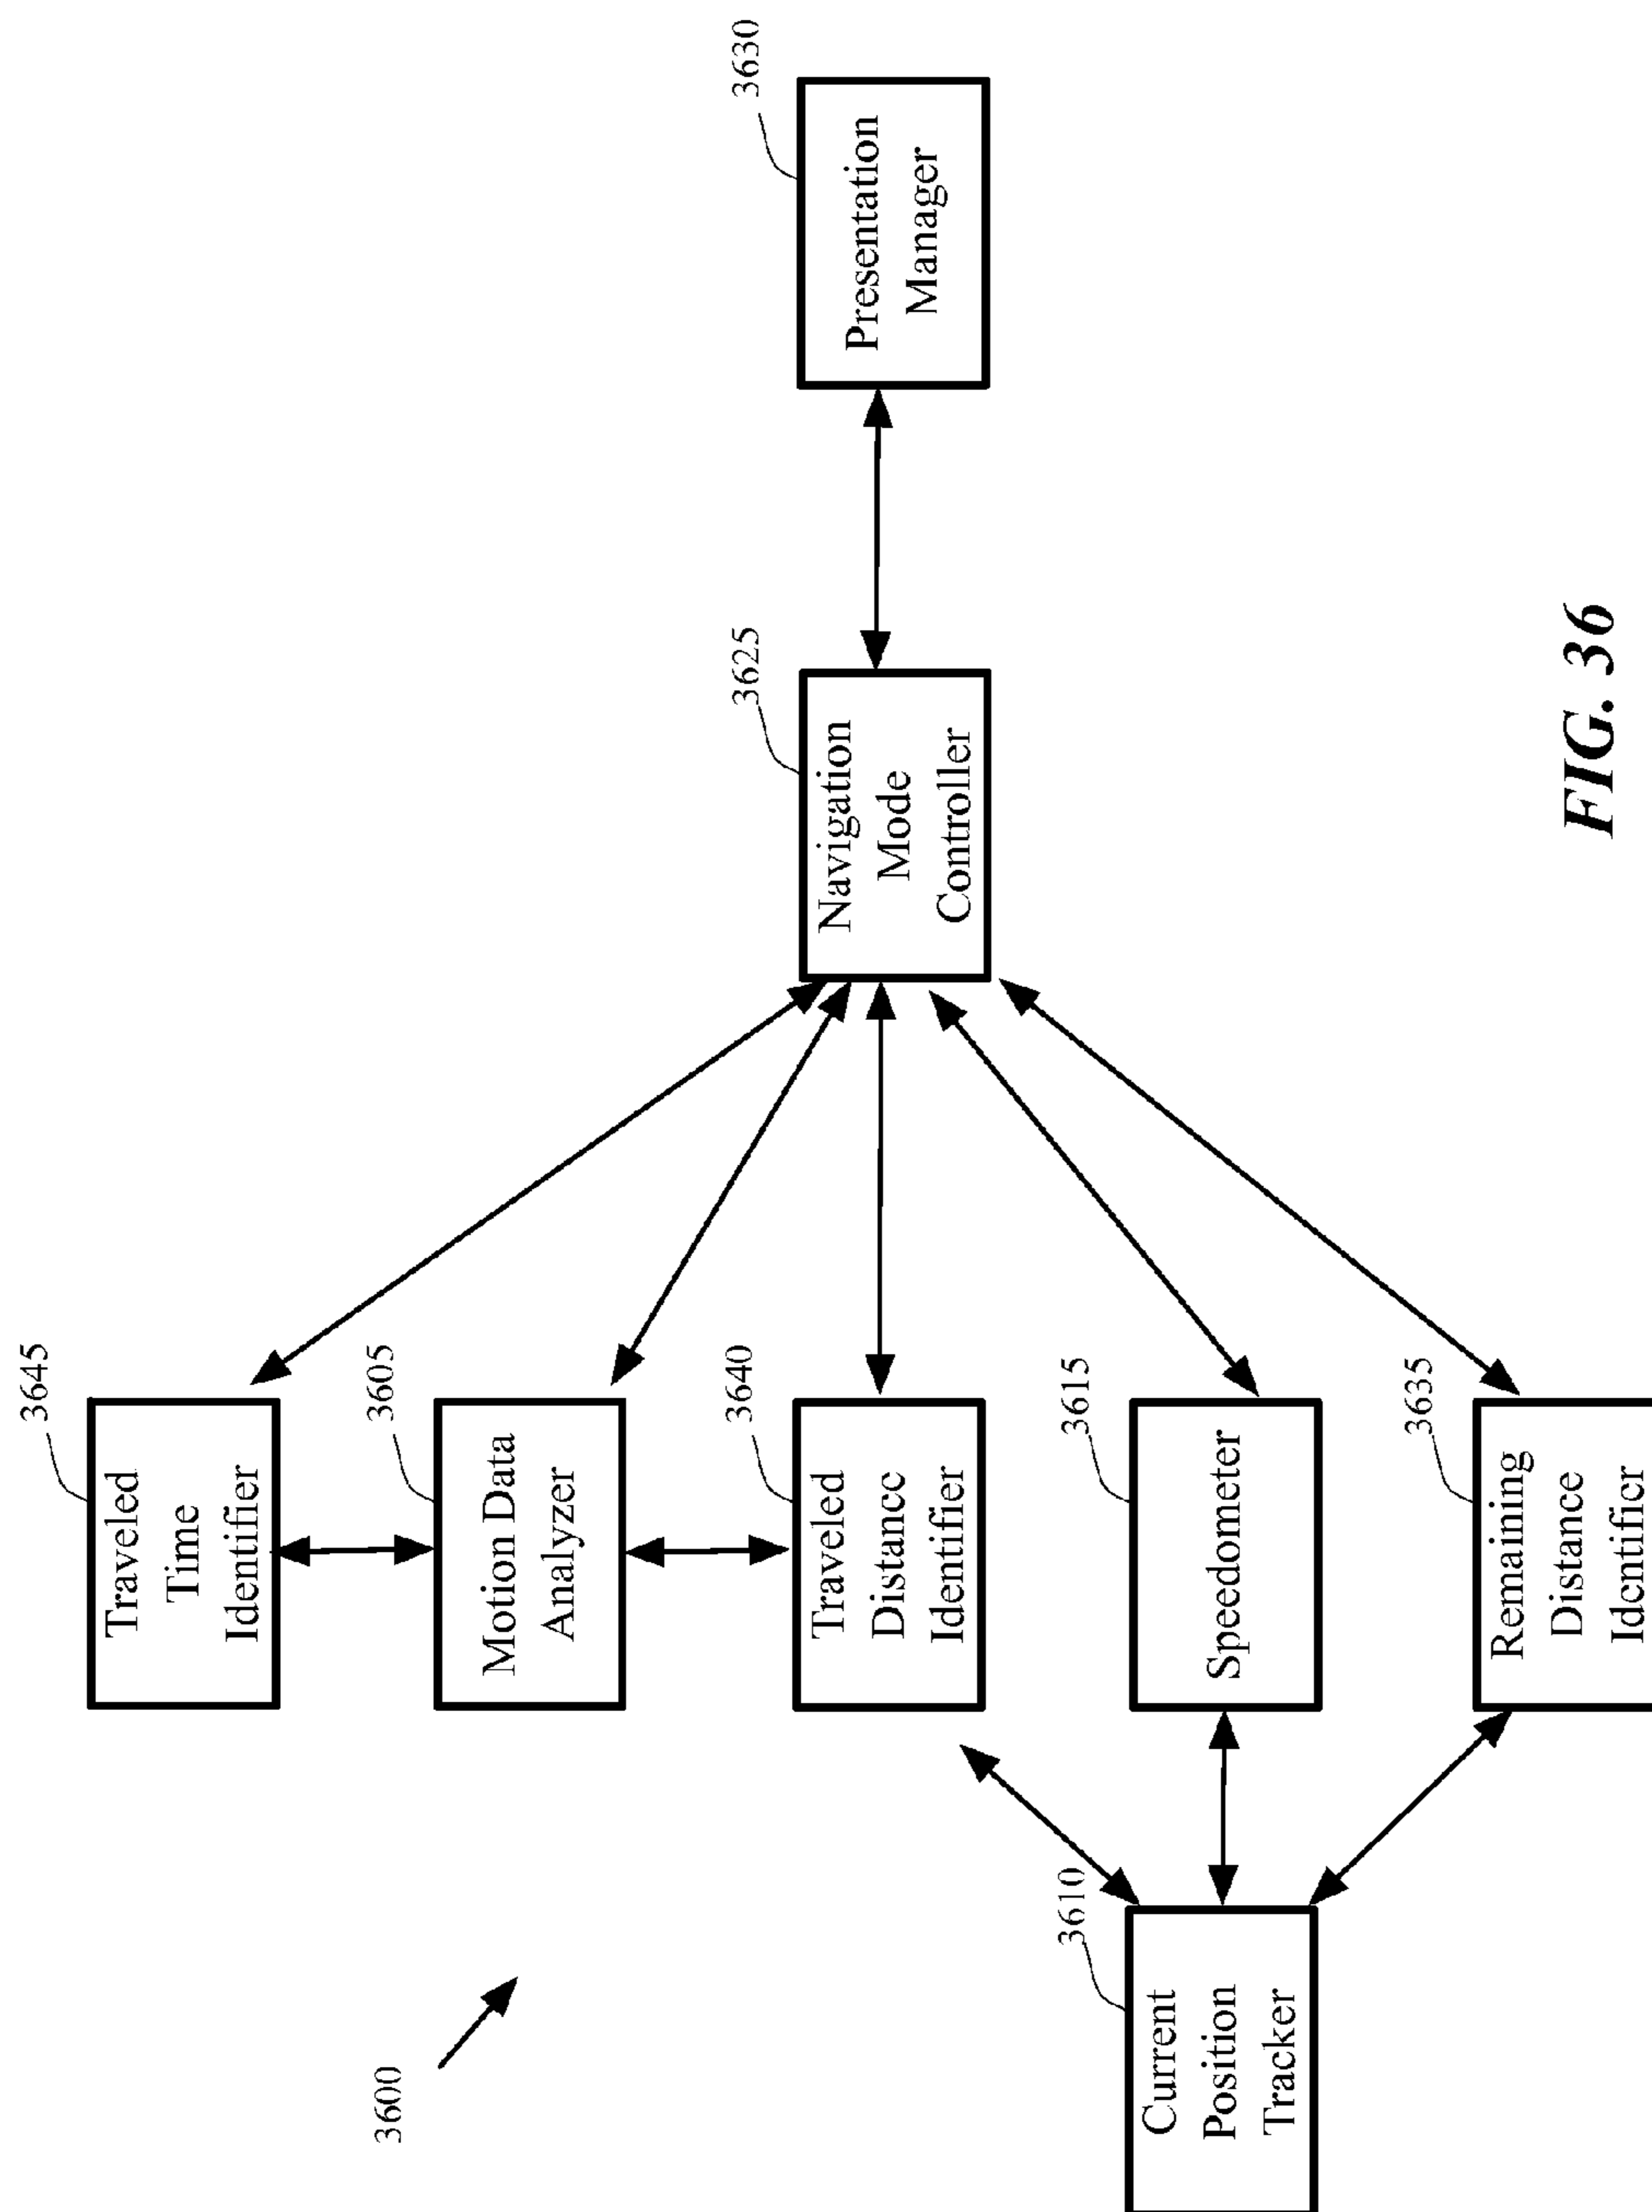 3600
3610
Current
Position
Tracker
3645
Traveled
Time
Identifier
3605
Motion Data
Analyzer
3640
Traveled
Distance
Identifier
3615
Speedometer
3635
Remaining
Distance
Identifier
3625
Navigation
Mode
Controller
3630
Presentation
Manager
FIG. 36